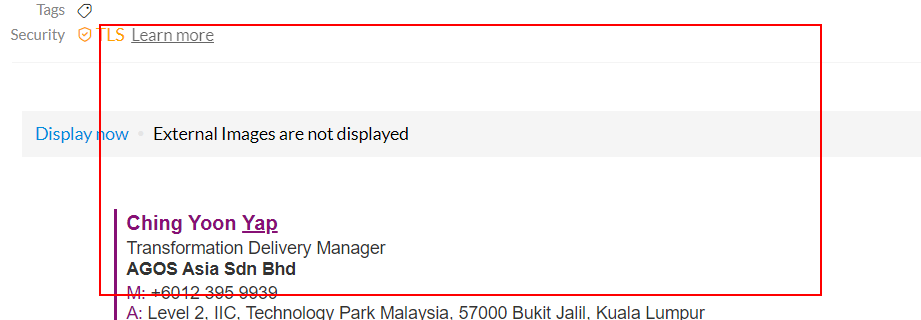 Tags
Security TLS Learn more
Display now • External Images are not displayed
Ching Yoon Yap
Transformation Delivery Manager
AGOS Asia Sdn Bhd
M: +6012 395 9939
A: Level 2, IIC, Technology Park Malaysia, 57000 Bukit Jalil, Kuala Lumpur